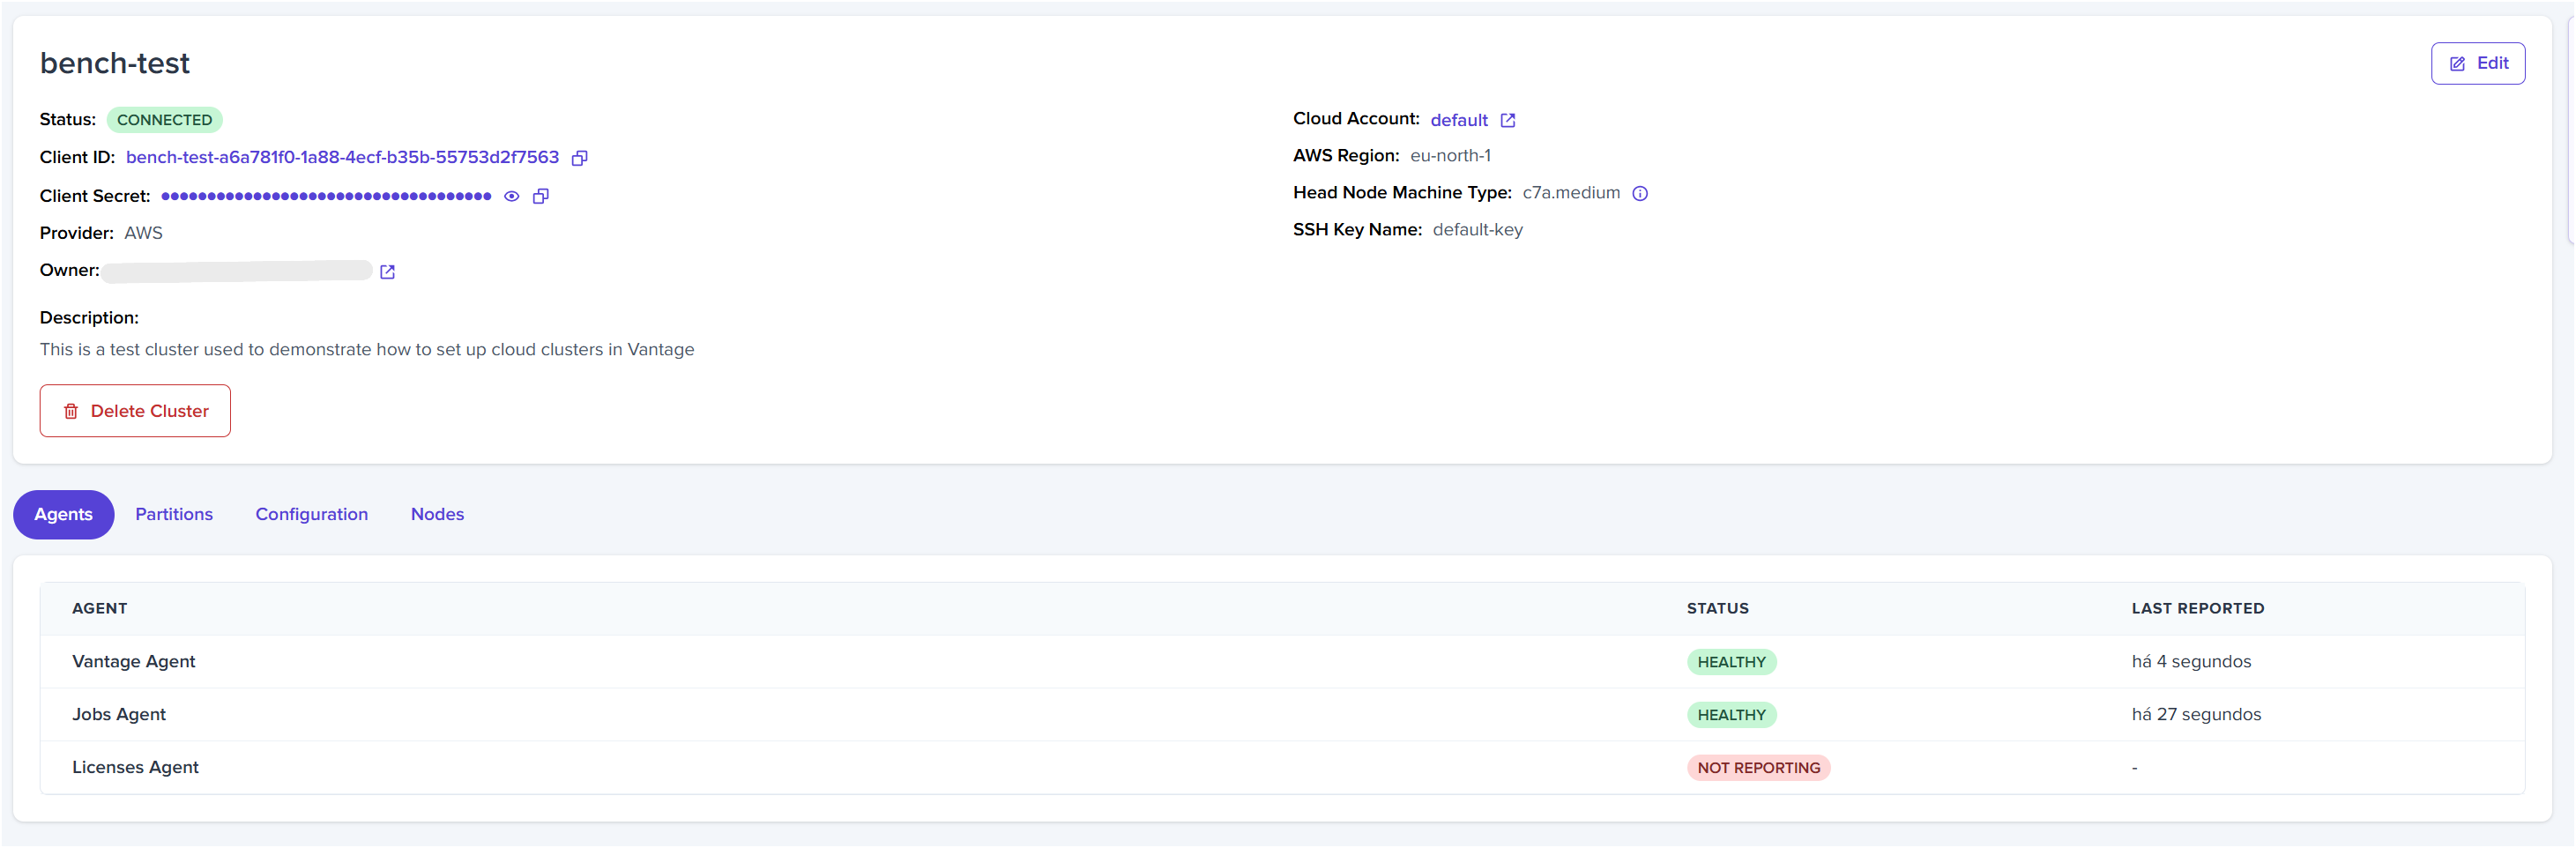 bench-test
Edit
Status: CONNECTED
Client ID: bench-test-a6a781f0-1a88-4ecf-b35b-55753d2f7563
Client Secret: ••••••••••••••••••••••••••••••••••••
Provider: AWS
Owner:
Cloud Account: default
AWS Region: eu-north-1
Head Node Machine Type: c7a.medium
SSH Key Name: default-key
Description:
This is a test cluster used to demonstrate how to set up cloud clusters in Vantage
Delete Cluster
Agents Partitions Configuration Nodes
AGENT STATUS LAST REPORTED
Vantage Agent HEALTHY há 4 segundos
Jobs Agent HEALTHY há 27 segundos
Licenses Agent NOT REPORTING -